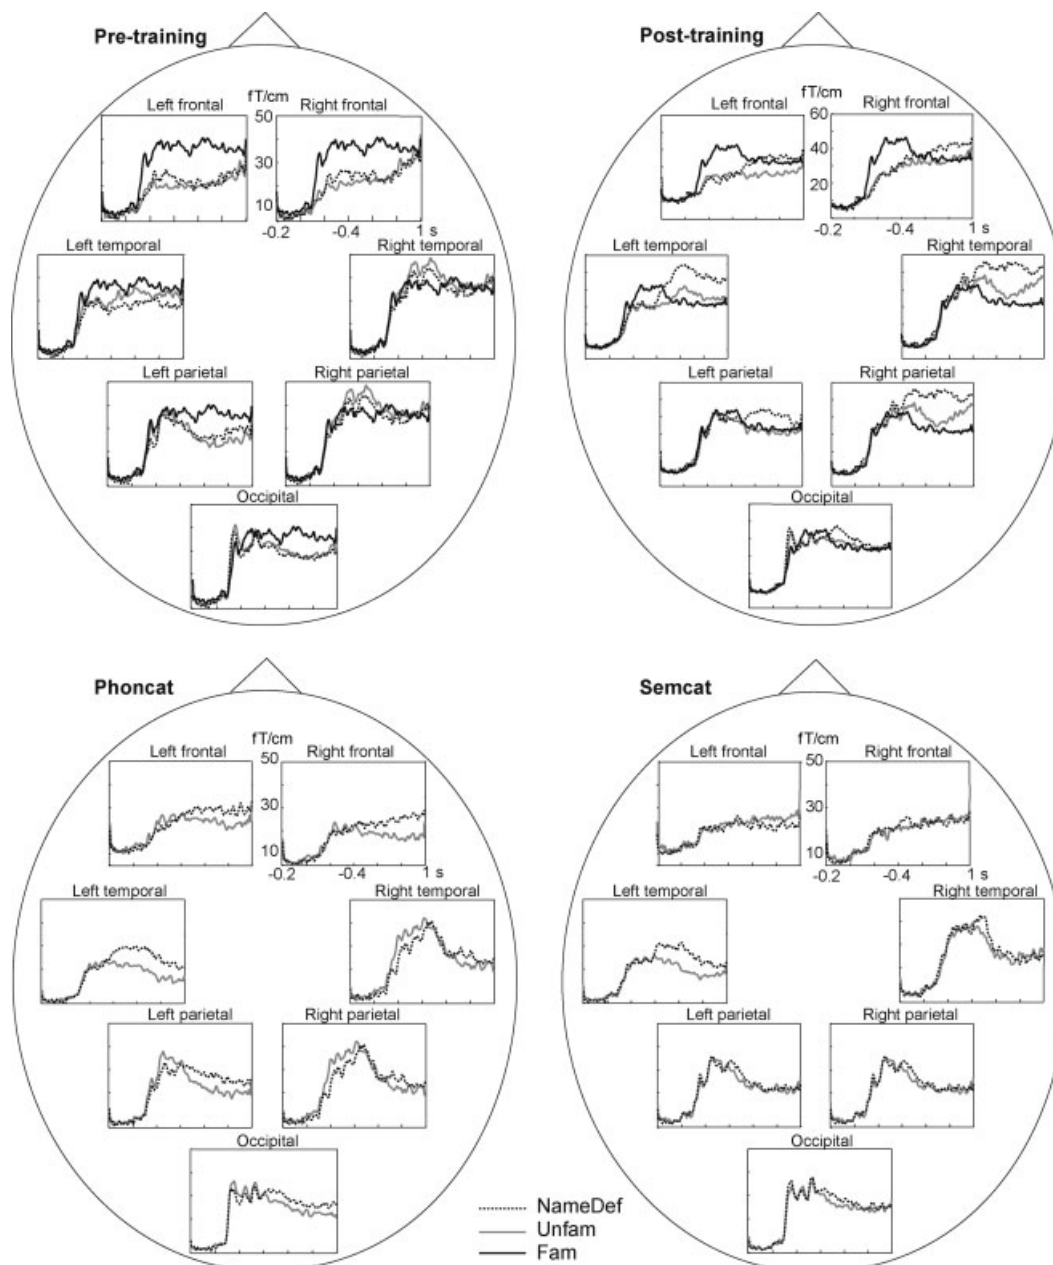 Pre-training
Left frontal
fT/cm
Right frontal
50
30
10
-0.2
-0.4
1 s
Left temporal
Right temporal
Left parietal
Right parietal
Occipital
Post-training
Left frontal
fT/cm
Right frontal
60
40
20
-0.2
-0.4
1 s
Left temporal
Right temporal
Left parietal
Right parietal
Occipital
Phoncat
Left frontal
fT/cm
Right frontal
50
30
10
-0.2
-0.4
1 s
Left temporal
Right temporal
Left parietal
Right parietal
Occipital
Semcat
Left frontal
fT/cm
Right frontal
50
30
10
-0.2
-0.4
1 s
Left temporal
Right temporal
Left parietal
Right parietal
Occipital
NameDef
Unfam
Fam